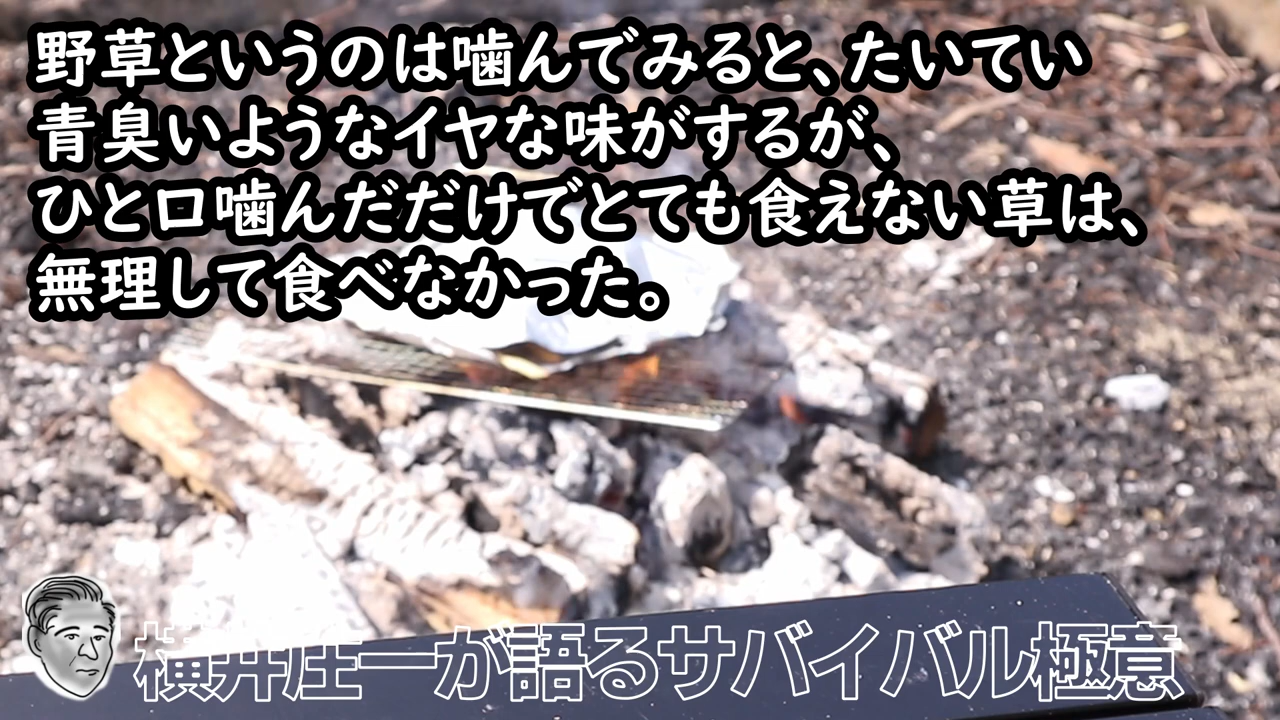 野草というのは噛んでみると、たいてい
青臭いようなイヤな味がするが、
ひと口噛んだだけでとても食えない草は、
無理して食べなかった。
横井庄一が語るサバイバル極意